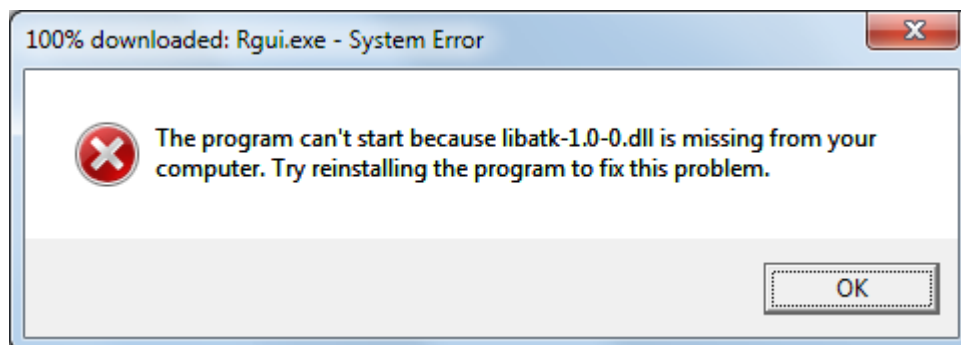 100% downloaded: Rgui.exe - System Error
The program can't start because libatk-1.0-0.dll is missing from your
computer. Try reinstalling the program to fix this problem.
OK